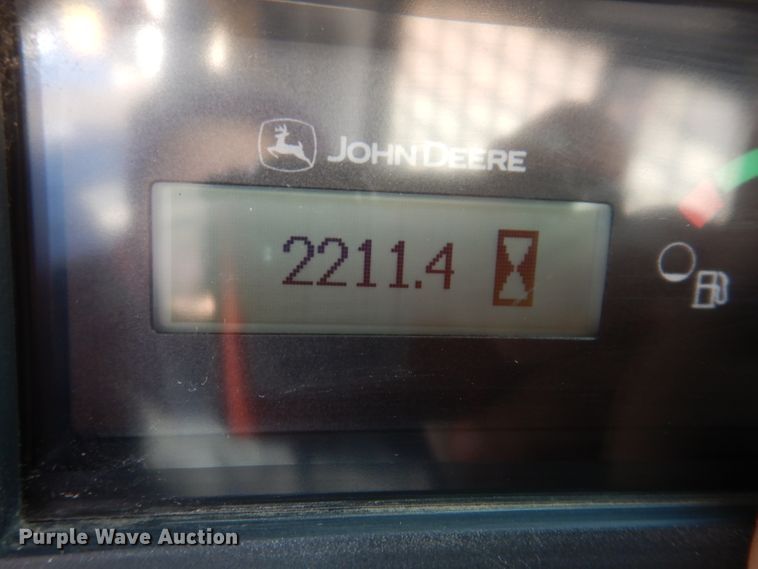 JOHN DEERE
2211.4
Purple Wave Auction